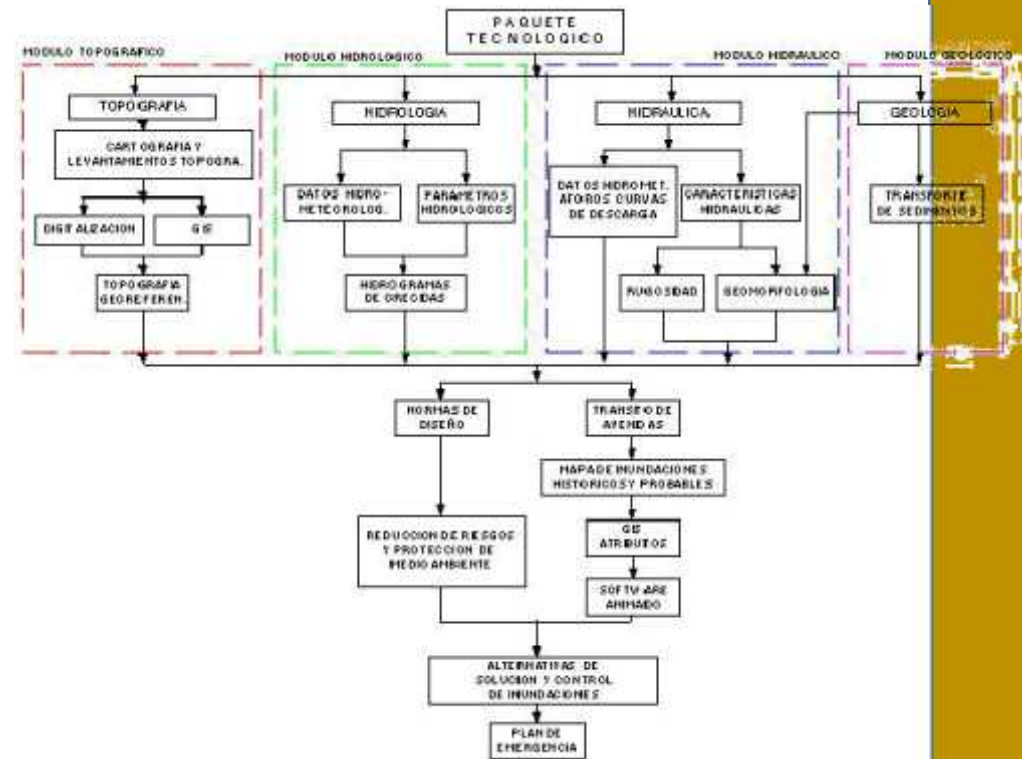 PAQUETE
TECNOLOGICO
MODULO TOPOGRAFICO
MODULO HIDROLOGICO
MODULO HIDRAULICO
MODULO GEOLOGICO
TOPOGRAFIA
CARTOGRAFIA Y
LEVANTAMIENTOS TOPOGRA.
DIGITALIZACION
GIS
TOPOGRAFIA
GEOREFEREN.
HIDROLOGIA
DATOS HIDRO-
METEOROLOG.
PARAMETROS
HIDROLOGICOS
HIDROGRAMAS
DE CRECIDAS
HIDRAULICA.
DATOS HIDROMET.
AFOROS CURVAS
DE DESCARGA
CARACTERISTICAS
HIDRAULICAS
RUGOSIDAD
GEOMORFOLOGIA
GEOLOGIA
TRANSPORTE
DE SEDIMENTOS
NORMAS DE
DISEÑO
TRANSITO DE
AVENIDAS
MAPA DE INUNDACIONES
HISTORICOS Y PROBABLES
REDUCCION DE RIESGOS
Y PROTECCION DE
MEDIO AMBIENTE
GIS
ATRIBUTOS
SOFTWARE
ANIMADO
ALTERNATIVAS DE
SOLUCION Y CONTROL
DE INUNDACIONES
PLAN DE
EMERGENCIA